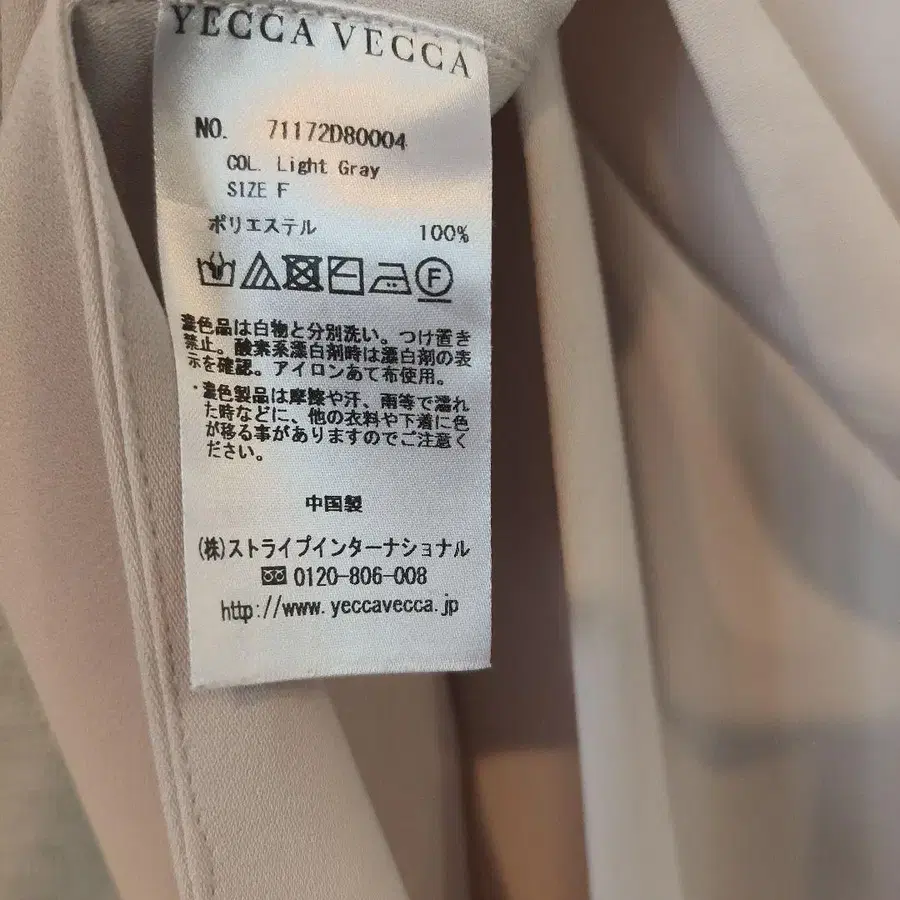 YECCA VECCA
NO. 71172D80004
COL. Light Gray
SIZE F
ポリエステル 100%
F
濃色品は白物と分別洗い。つけ置き
禁止。酸素系漂白剤時は漂白剤の表
示を確認。アイロンあて布使用。
・濃色製品は摩擦や汗、雨等で濡れ
た時などに、他の衣料や下着に色
が移る事がありますのでご注意く
ださい。
中国製
(株)ストライプインターナショナル
0120-806-008
http://www.yeccavecca.jp